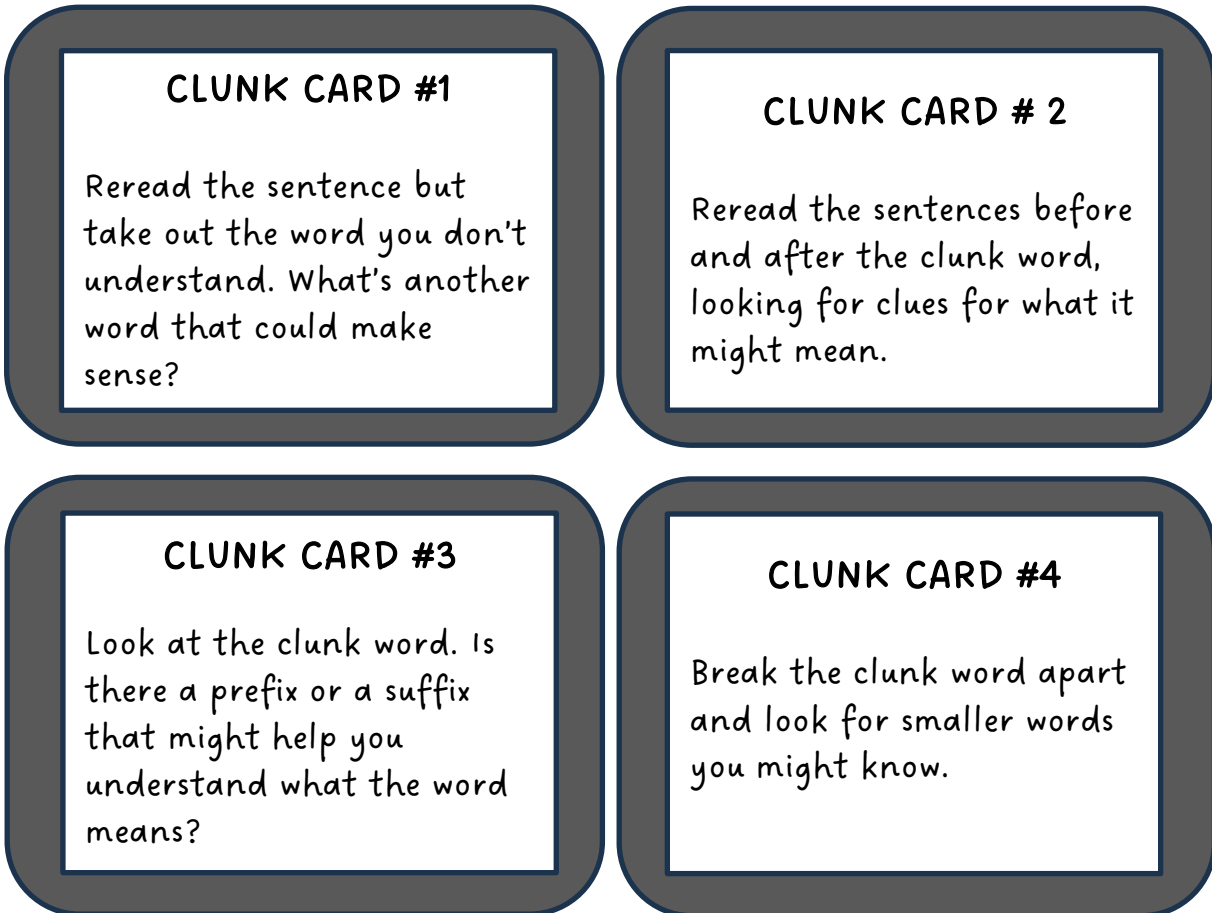 CLUNK CARD #1
Reread the sentence but
take out the word you don't
understand. What's another
word that could make
sense?
CLUNK CARD # 2
Reread the sentences before
and after the clunk word,
looking for clues for what it
might mean.
CLUNK CARD #3
Look at the clunk word. Is
there a prefix or a suffix
that might help you
understand what the word
means?
CLUNK CARD #4
Break the clunk word apart
and look for smaller words
you might know.